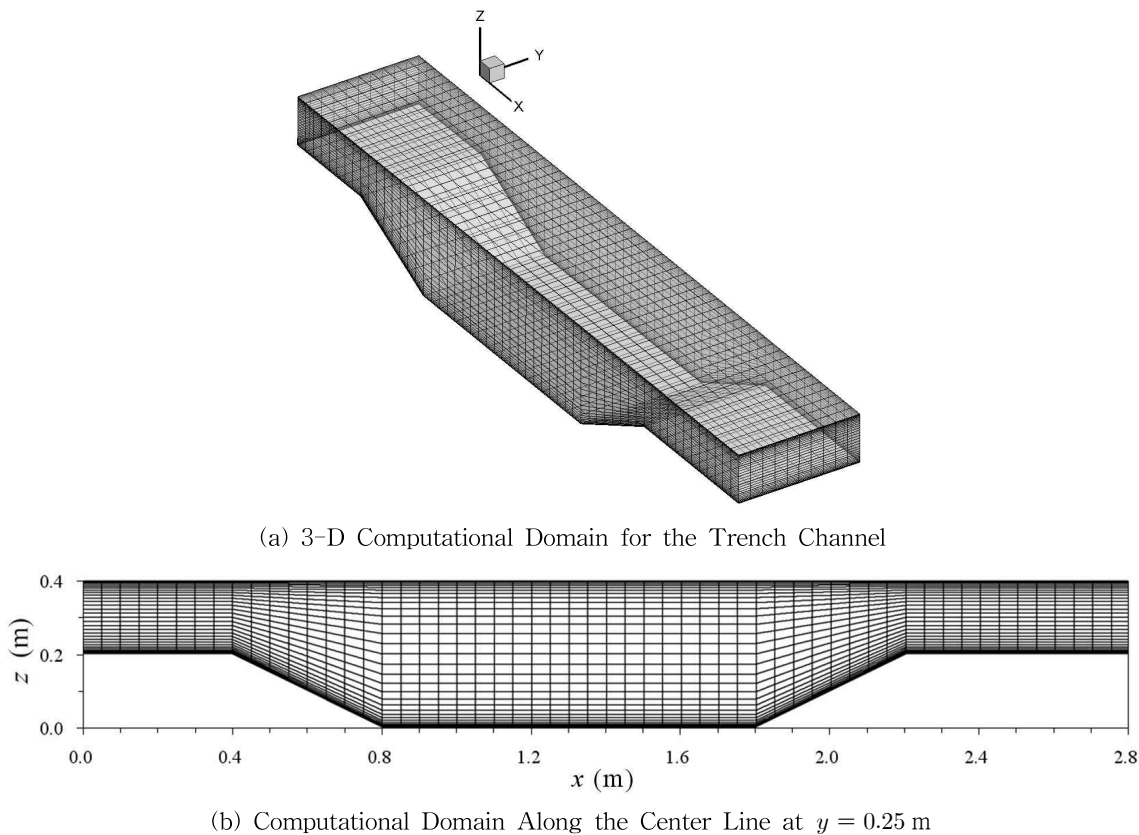 Z
Y
X
(a) 3-D Computational Domain for the Trench Channel
0.4
0.2
0.0
z (m)
0.0 0.4 0.8 1.2 1.6 2.0 2.4 2.8
x (m)
(b) Computational Domain Along the Center Line at y = 0.25 m